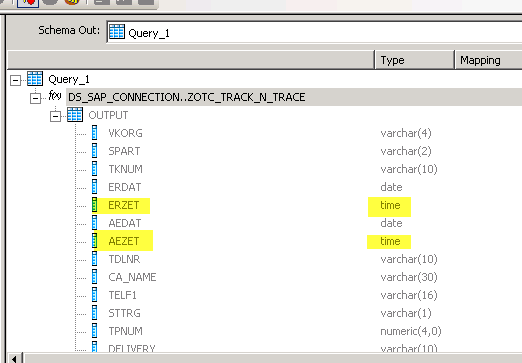 Schema Out: Query_1
Type Mapping
Query_1
f(x) DS_SAP_CONNECTION..ZOTC_TRACK_N_TRACE
OUTPUT
VKORG varchar(4)
SPART varchar(2)
TKNUM varchar(10)
ERDAT date
ERZET time
AEDAT date
AEZET time
TDLNR varchar(10)
CA_NAME varchar(30)
TELF1 varchar(16)
STTRG varchar(1)
TPNUM numeric(4,0)
DELIVERY varchar(10)